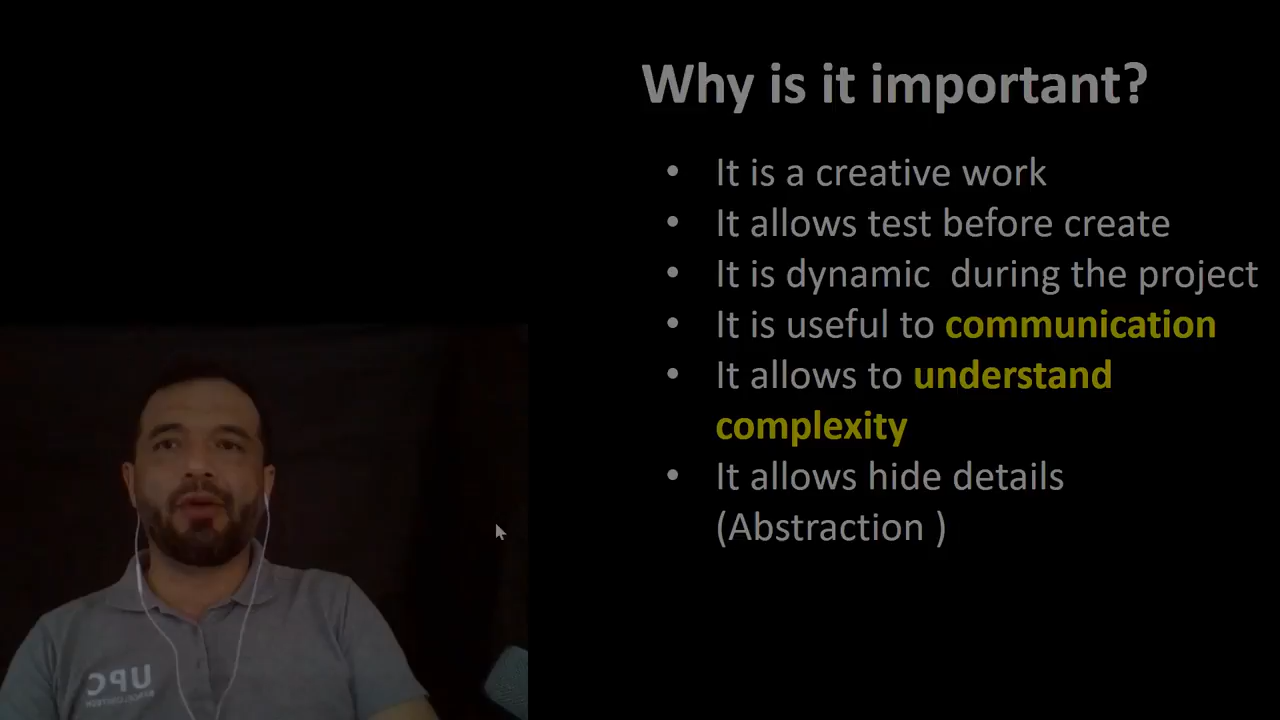 Why is it important?
• It is a creative work
• It allows test before create
• It is dynamic  during the project
• It is useful to communication
• It allows to understand
complexity
• It allows hide details
(Abstraction )
UPC